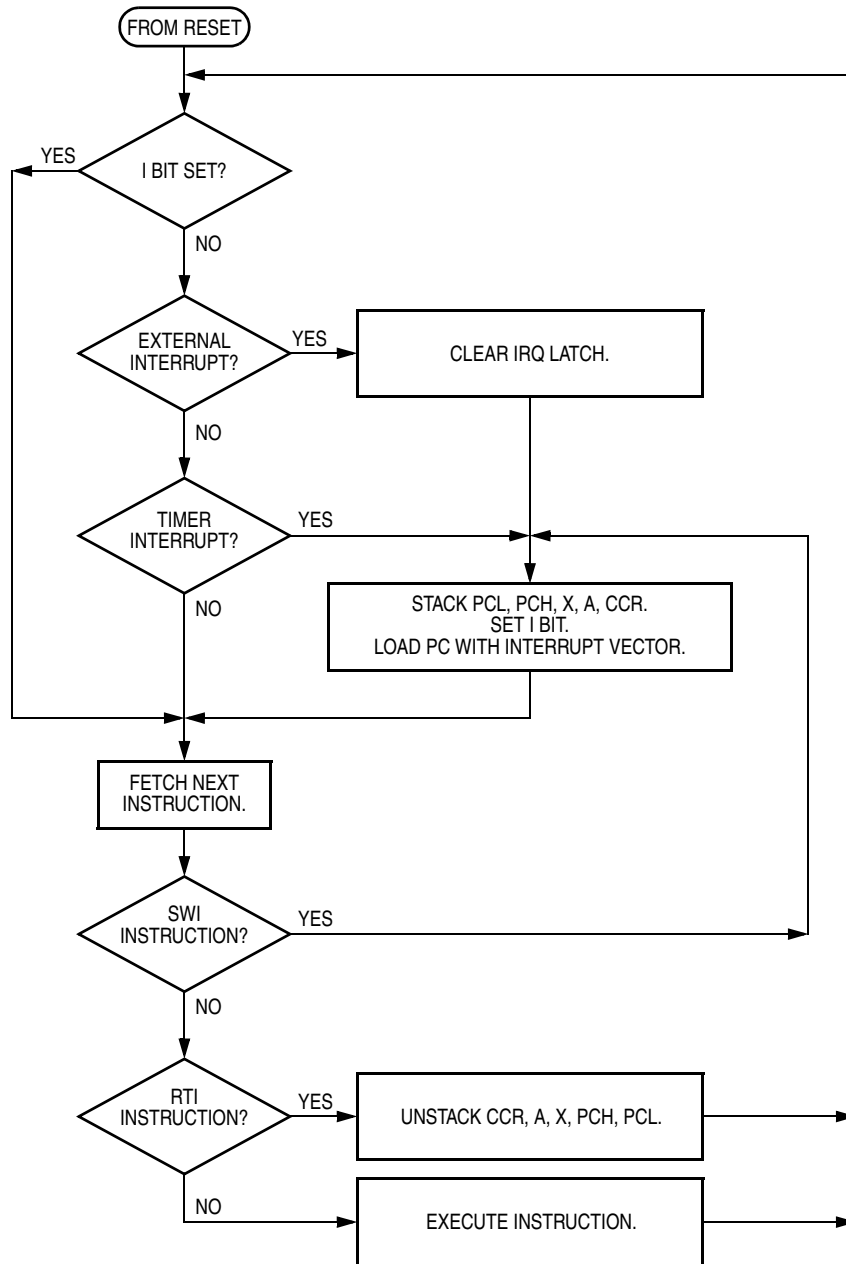 FROM RESET
YES
I BIT SET?
NO
EXTERNAL
INTERRUPT?
YES
CLEAR IRQ LATCH.
NO
TIMER
INTERRUPT?
YES
NO
STACK PCL, PCH, X, A, CCR.
SET I BIT.
LOAD PC WITH INTERRUPT VECTOR.
FETCH NEXT
INSTRUCTION.
SWI
INSTRUCTION?
YES
NO
RTI
INSTRUCTION?
YES
UNSTACK CCR, A, X, PCH, PCL.
NO
EXECUTE INSTRUCTION.